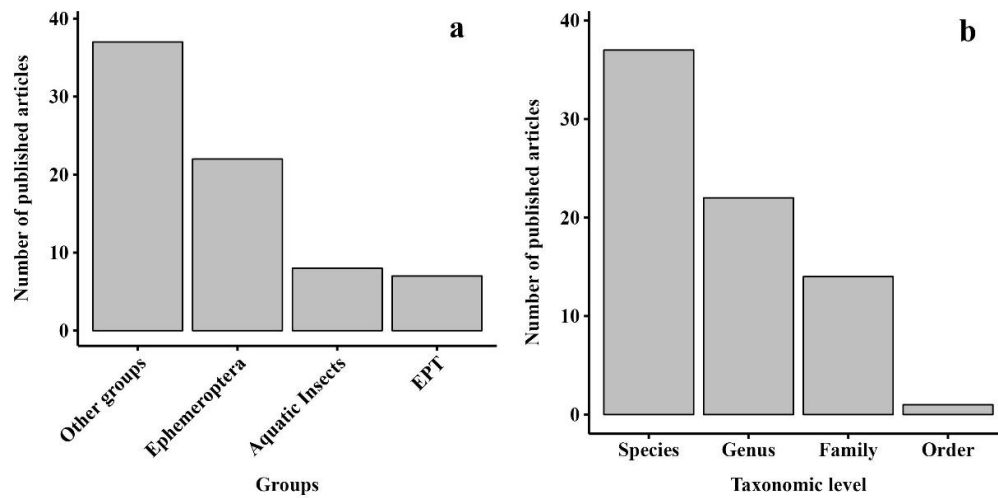 a
Number of published articles
40
30
20
10
0
Other groups
Ephemeroptera
Aquatic Insects
EPT
Groups
b
Number of published articles
40
30
20
10
0
Species
Genus
Family
Order
Taxonomic level